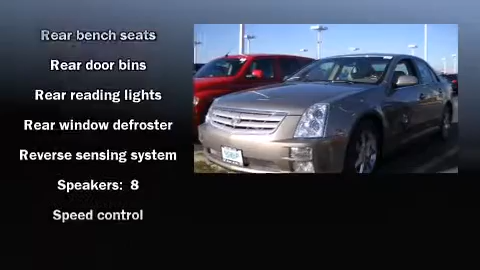 Rear bench seats
Rear door bins
Rear reading lights
Rear window defroster
Reverse sensing system
Speakers: 8
Speed control